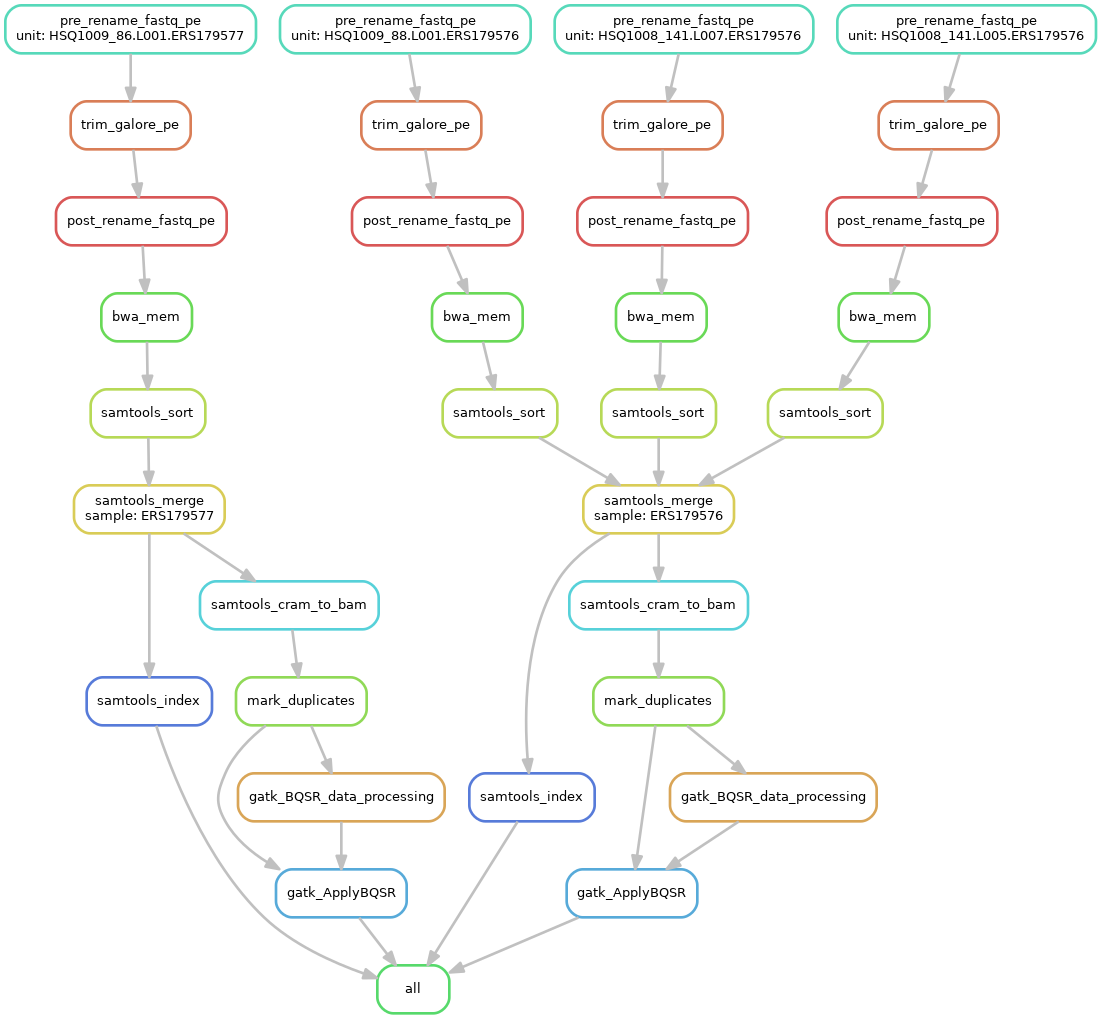 pre_rename_fastq_pe
unit: HSQ1009_86.L001.ERS179577
pre_rename_fastq_pe
unit: HSQ1009_88.L001.ERS179576
pre_rename_fastq_pe
unit: HSQ1008_141.L007.ERS179576
pre_rename_fastq_pe
unit: HSQ1008_141.L005.ERS179576
trim_galore_pe
trim_galore_pe
trim_galore_pe
trim_galore_pe
post_rename_fastq_pe
post_rename_fastq_pe
post_rename_fastq_pe
post_rename_fastq_pe
bwa_mem
bwa_mem
bwa_mem
bwa_mem
samtools_sort
samtools_sort
samtools_sort
samtools_sort
samtools_merge
sample: ERS179577
samtools_merge
sample: ERS179576
samtools_cram_to_bam
samtools_cram_to_bam
samtools_index
mark_duplicates
mark_duplicates
gatk_BQSR_data_processing
samtools_index
gatk_BQSR_data_processing
gatk_ApplyBQSR
gatk_ApplyBQSR
all